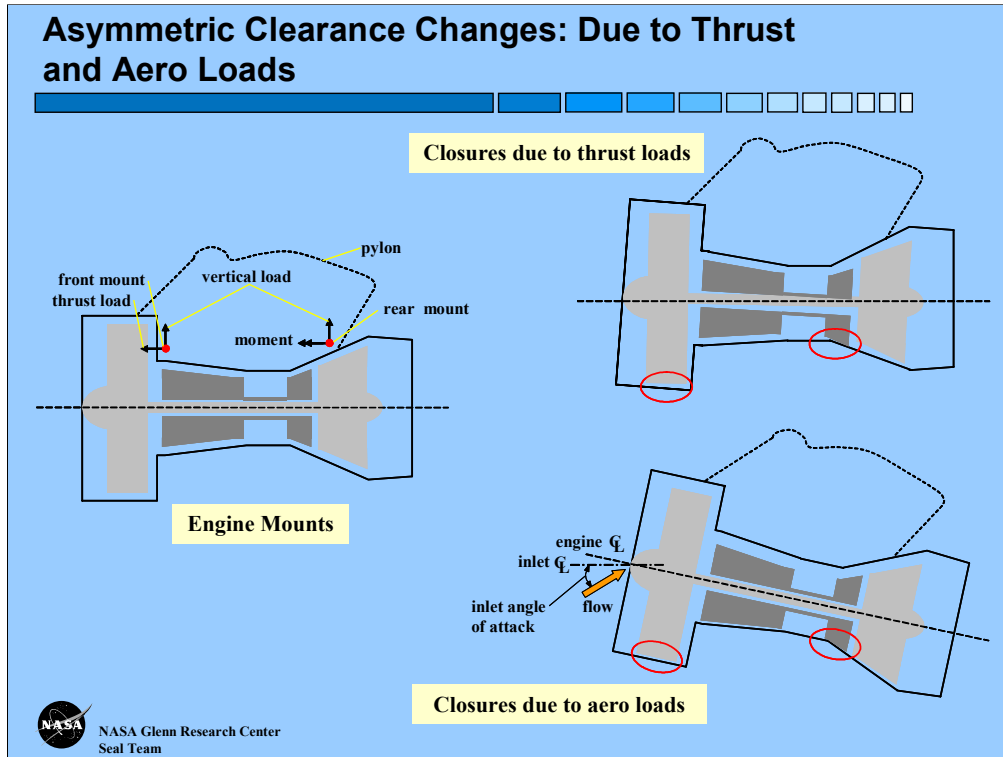 Asymmetric Clearance Changes: Due to Thrust
and Aero Loads
Closures due to thrust loads
pylon
front mount
vertical load
thrust load
rear mount
moment
Engine Mounts
engine ℄
inlet ℄
inlet angle
of attack
flow
Closures due to aero loads
NASA
NASA Glenn Research Center
Seal Team